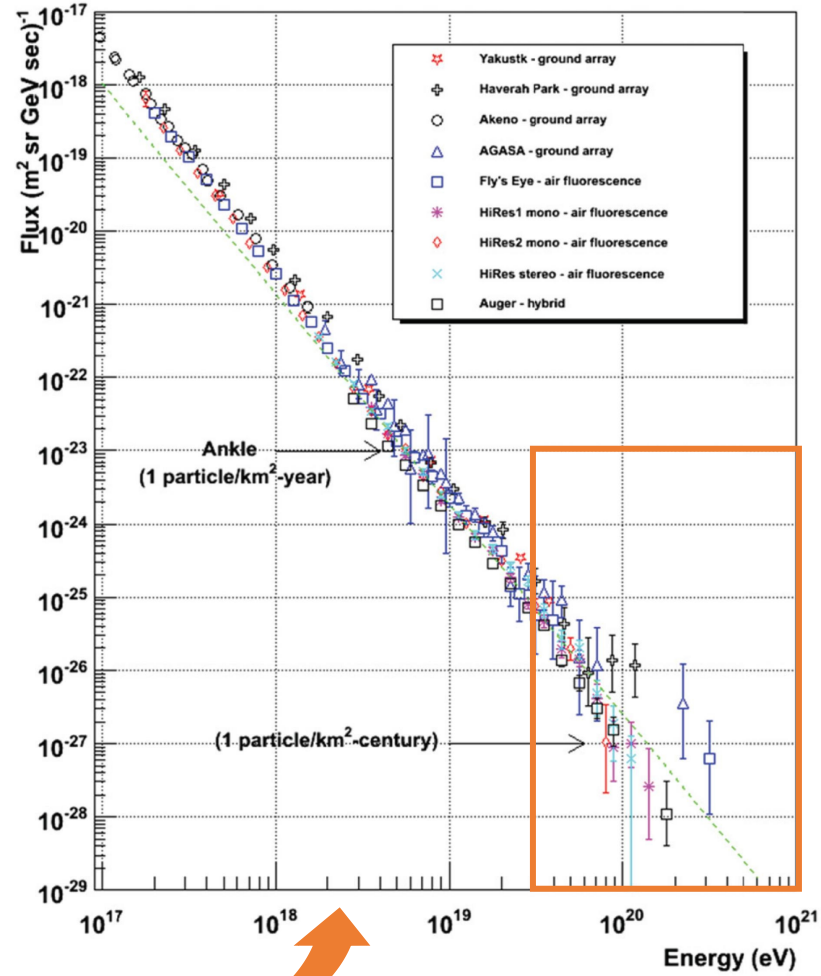 Flux (m² sr GeV sec)⁻¹
10⁻¹⁷
10⁻¹⁸
10⁻¹⁹
10⁻²⁰
10⁻²¹
10⁻²²
10⁻²³
10⁻²⁴
10⁻²⁵
10⁻²⁶
10⁻²⁷
10⁻²⁸
10⁻²⁹
Yakustk - ground array
Haverah Park - ground array
Akeno - ground array
AGASA - ground array
Fly's Eye - air fluorescence
HiRes1 mono - air fluorescence
HiRes2 mono - air fluorescence
HiRes stereo - air fluorescence
Auger - hybrid
Ankle
(1 particle/km²-year)
(1 particle/km²-century)
10¹⁷ 10¹⁸ 10¹⁹ 10²⁰ 10²¹
Energy (eV)